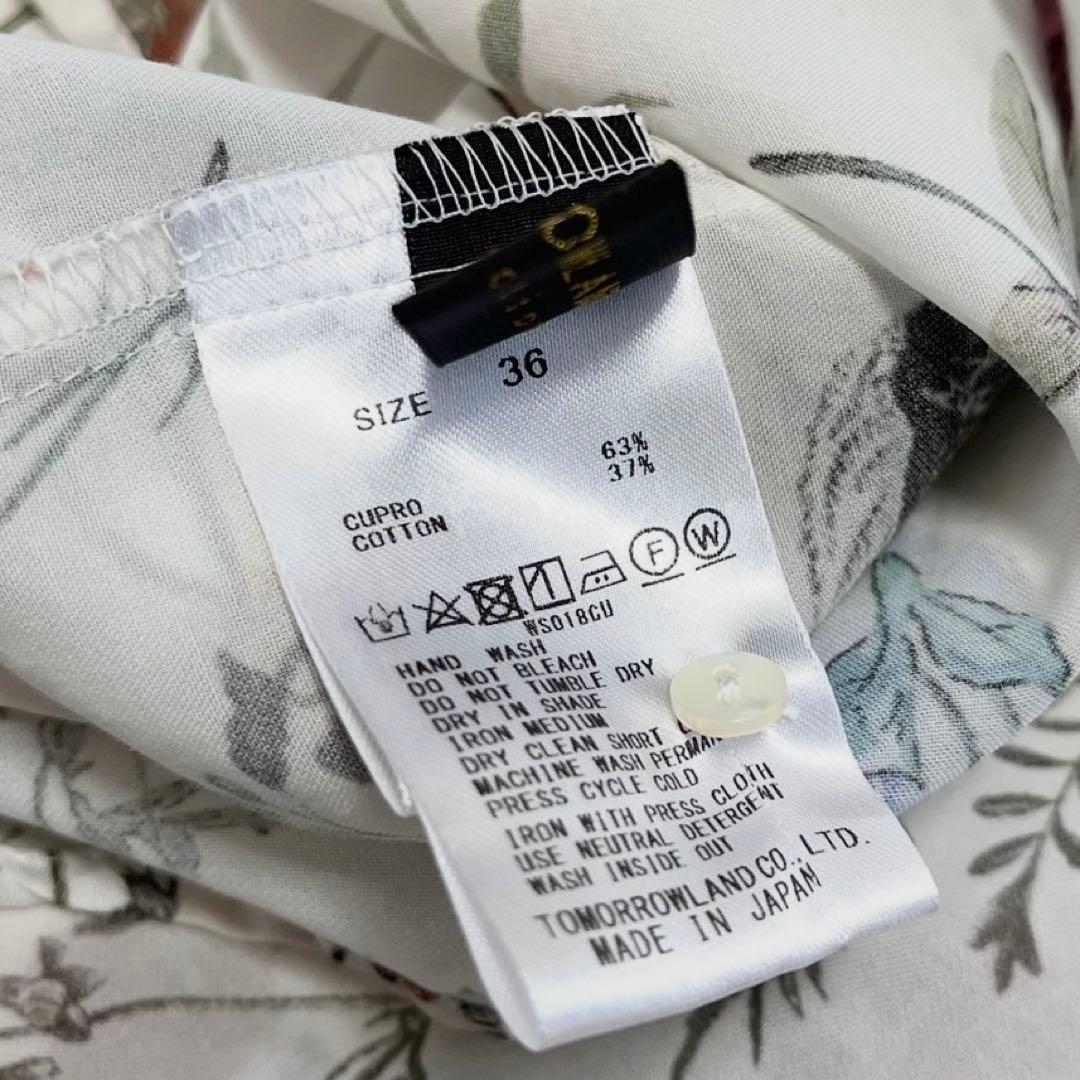 SIZE 36
CUPRO 63%
COTTON 37%
F W
WS018CU
HAND WASH
DO NOT BLEACH
DO NOT TUMBLE DRY
DRY IN SHADE
IRON MEDIUM
DRY CLEAN SHORT
MACHINE WASH PERMA
PRESS CYCLE COLD
IRON WITH PRESS CLOTH
USE NEUTRAL DETERGENT
WASH INSIDE OUT
TOMORROWLAND CO.,LTD.
MADE IN JAPAN